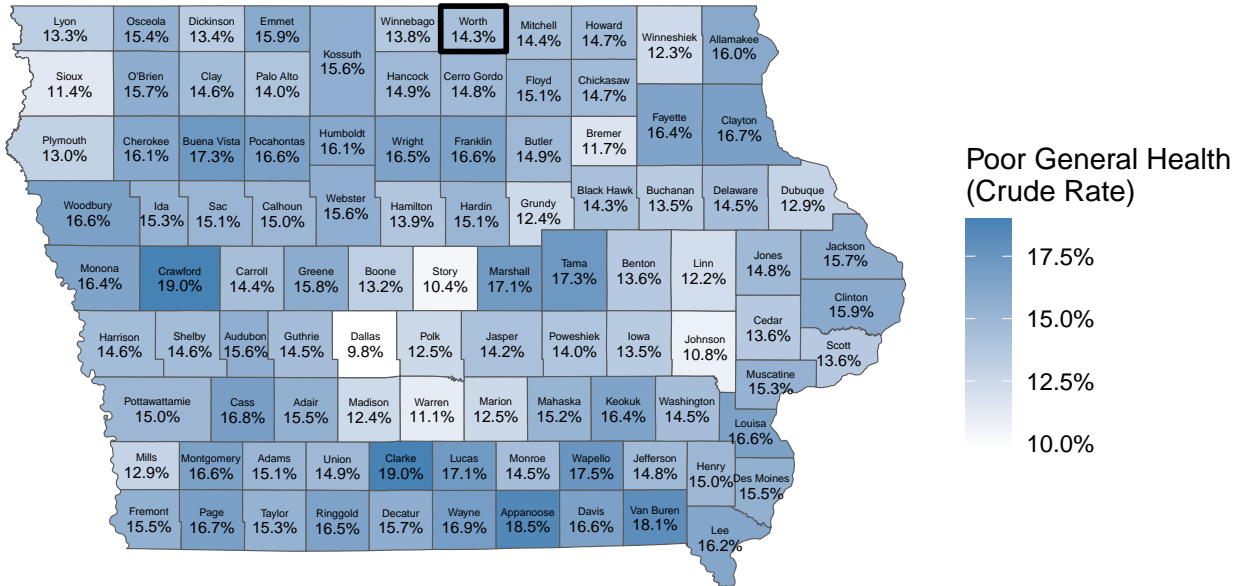 Lyon
13.3%
Osceola
15.4%
Dickinson
13.4%
Emmet
15.9%
Kossuth
15.6%
Winnebago
13.8%
Worth
14.3%
Mitchell
14.4%
Howard
14.7%
Winneshiek
12.3%
Allamakee
16.0%
Sioux
11.4%
O'Brien
15.7%
Clay
14.6%
Palo Alto
14.0%
Hancock
14.9%
Cerro Gordo
14.8%
Floyd
15.1%
Chickasaw
14.7%
Fayette
16.4%
Clayton
16.7%
Plymouth
13.0%
Cherokee
16.1%
Buena Vista
17.3%
Pocahontas
16.6%
Humboldt
16.1%
Wright
16.5%
Franklin
16.6%
Butler
14.9%
Bremer
11.7%
Woodbury
16.6%
Ida
15.3%
Sac
15.1%
Calhoun
15.0%
Webster
15.6%
Hamilton
13.9%
Hardin
15.1%
Grundy
12.4%
Black Hawk
14.3%
Buchanan
13.5%
Delaware
14.5%
Dubuque
12.9%
Monona
16.4%
Crawford
19.0%
Carroll
14.4%
Greene
15.8%
Boone
13.2%
Story
10.4%
Marshall
17.1%
Tama
17.3%
Benton
13.6%
Linn
12.2%
Jones
14.8%
Jackson
15.7%
Clinton
15.9%
Harrison
14.6%
Shelby
14.6%
Audubon
15.6%
Guthrie
14.5%
Dallas
9.8%
Polk
12.5%
Jasper
14.2%
Poweshiek
14.0%
Iowa
13.5%
Johnson
10.8%
Cedar
13.6%
Scott
13.6%
Muscatine
15.3%
Pottawattamie
15.0%
Cass
16.8%
Adair
15.5%
Madison
12.4%
Warren
11.1%
Marion
12.5%
Mahaska
15.2%
Keokuk
16.4%
Washington
14.5%
Louisa
16.6%
Mills
12.9%
Montgomery
16.6%
Adams
15.1%
Union
14.9%
Clarke
19.0%
Lucas
17.1%
Monroe
14.5%
Wapello
17.5%
Jefferson
14.8%
Henry
15.0%
Des Moines
15.5%
Fremont
15.5%
Page
16.7%
Taylor
15.3%
Ringgold
16.5%
Decatur
15.7%
Wayne
16.9%
Appanoose
18.5%
Davis
16.6%
Van Buren
18.1%
Lee
16.2%
Poor General Health
(Crude Rate)
17.5%
15.0%
12.5%
10.0%